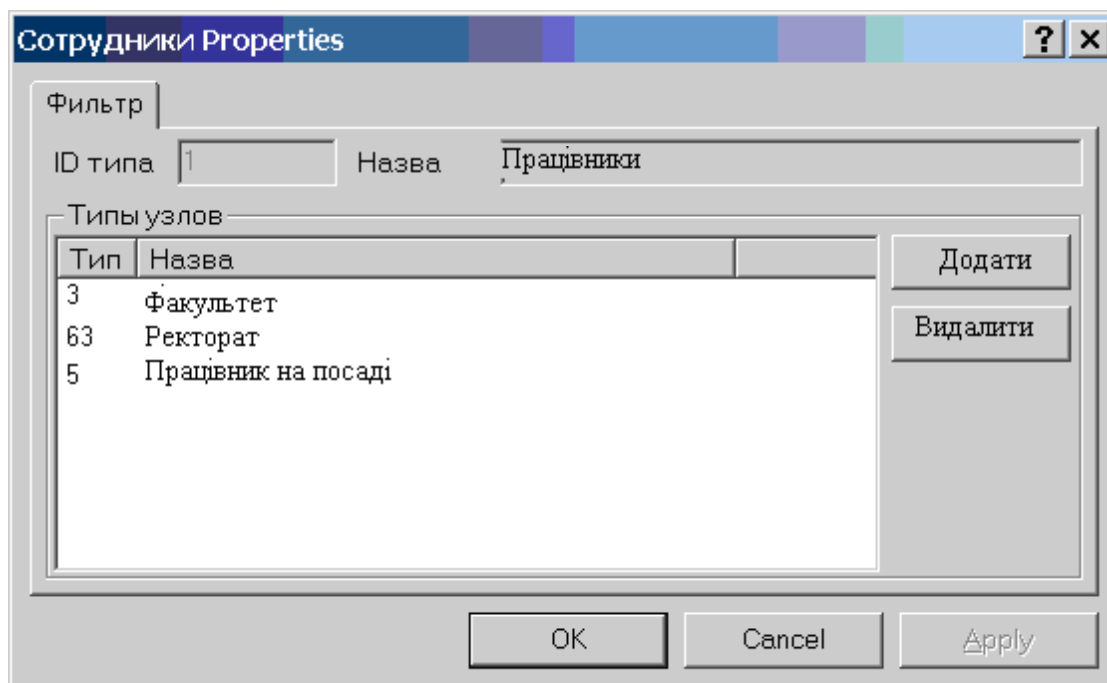 Сотрудники Properties
Фильтр
ID типа 1 Назва Працівники
Типы узлов
Тип Назва
Додати
3 Факультет
63 Ректорат
Видалити
5 Працівник на посаді
OK Cancel Apply